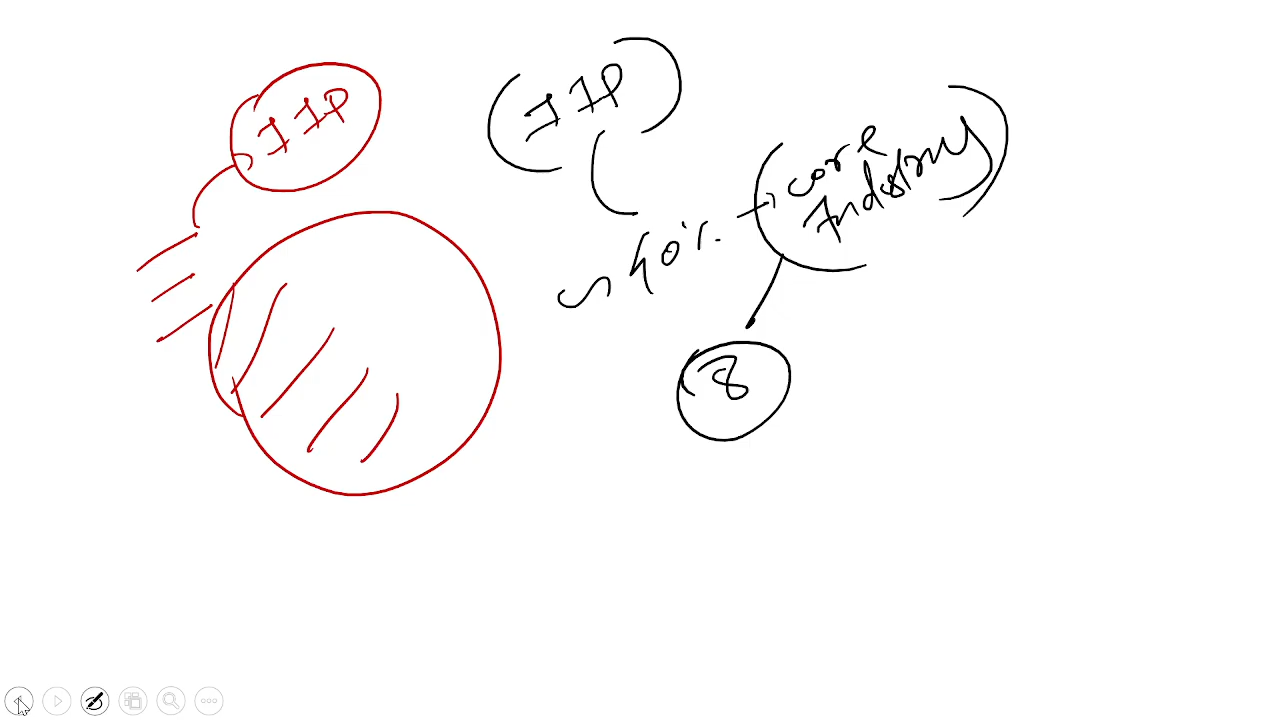 IIP
IIP
~ 40% → core
Industry
8